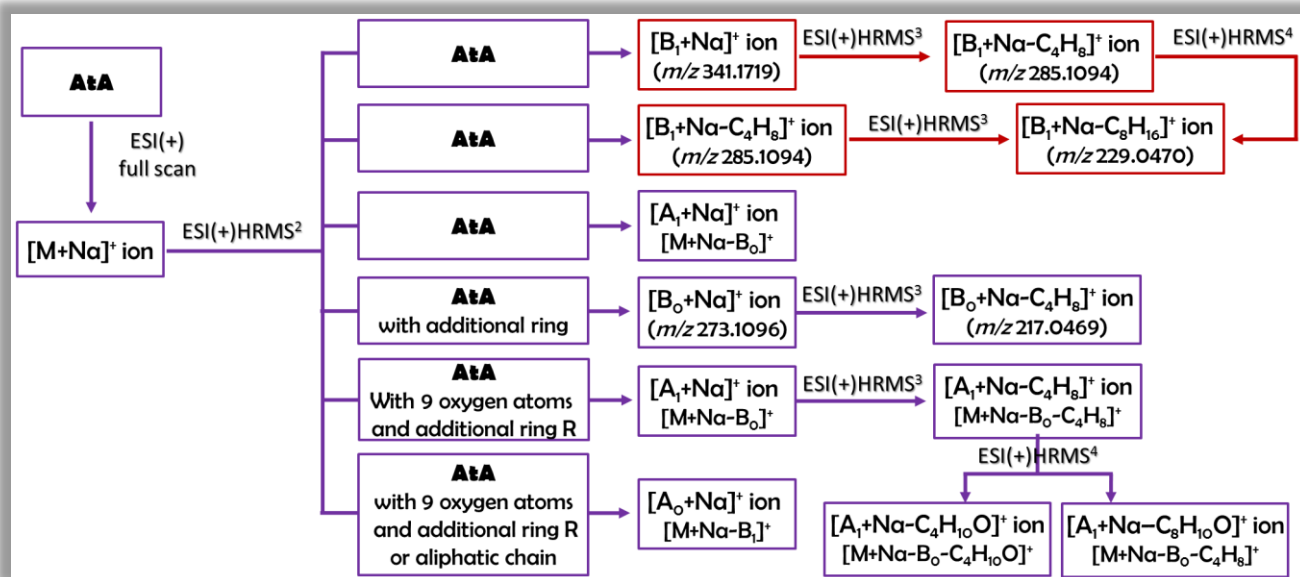 AtA
ESI(+)
full scan
[M+Na]⁺ ion
ESI(+)HRMS²
AtA
[B₁+Na]⁺ ion
(m/z 341.1719)
ESI(+)HRMS³
[B₁+Na-C₄H₈]⁺ ion
(m/z 285.1094)
ESI(+)HRMS⁴
AtA
[B₁+Na-C₄H₈]⁺ ion
(m/z 285.1094)
ESI(+)HRMS³
[B₁+Na-C₈H₁₆]⁺ ion
(m/z 229.0470)
AtA
[A₁+Na]⁺ ion
[M+Na-B₀]⁺
AtA
with additional ring
[B₀+Na]⁺ ion
(m/z 273.1096)
ESI(+)HRMS³
[B₀+Na-C₄H₈]⁺ ion
(m/z 217.0469)
AtA
With 9 oxygen atoms
and additional ring R
[A₁+Na]⁺ ion
[M+Na-B₀]⁺
ESI(+)HRMS³
[A₁+Na-C₄H₈]⁺ ion
[M+Na-B₀-C₄H₈]⁺
ESI(+)HRMS⁴
AtA
with 9 oxygen atoms
and additional ring R
or aliphatic chain
[A₀+Na]⁺ ion
[M+Na-B₁]⁺
[A₁+Na-C₄H₁₀O]⁺ ion
[M+Na-B₀-C₄H₁₀O]⁺
[A₁+Na–C₈H₁₀O]⁺ ion
[M+Na-B₀-C₄H₈]⁺